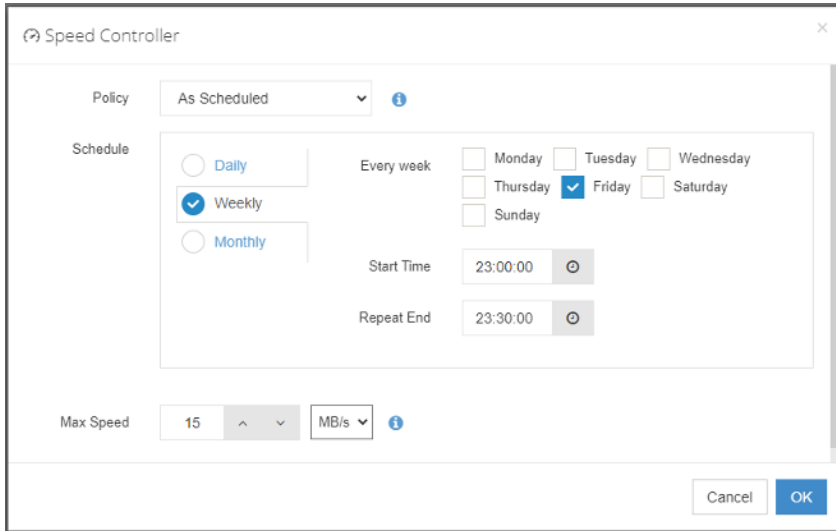 Speed Controller
Policy As Scheduled
Schedule
Daily
Weekly
Monthly
Every week Monday Tuesday Wednesday
Thursday Friday Saturday
Sunday
Start Time 23:00:00
Repeat End 23:30:00
Max Speed 15 MB/s
Cancel OK